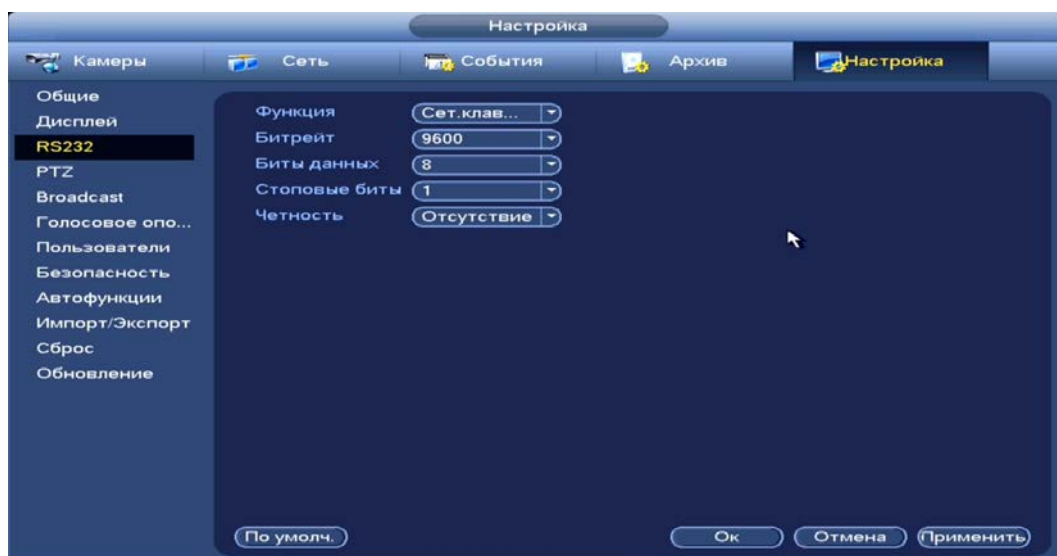 Настройка
Камеры Сеть События Архив Настройка
Общие
Дисплей
RS232
PTZ
Broadcast
Голосовое опо...
Пользователи
Безопасность
Автофункции
Импорт/Экспорт
Сброс
Обновление
Функция Сет.клав...
Битрейт 9600
Биты данных 8
Стоповые биты 1
Четность Отсутствие
По умолч. Ок Отмена Применить